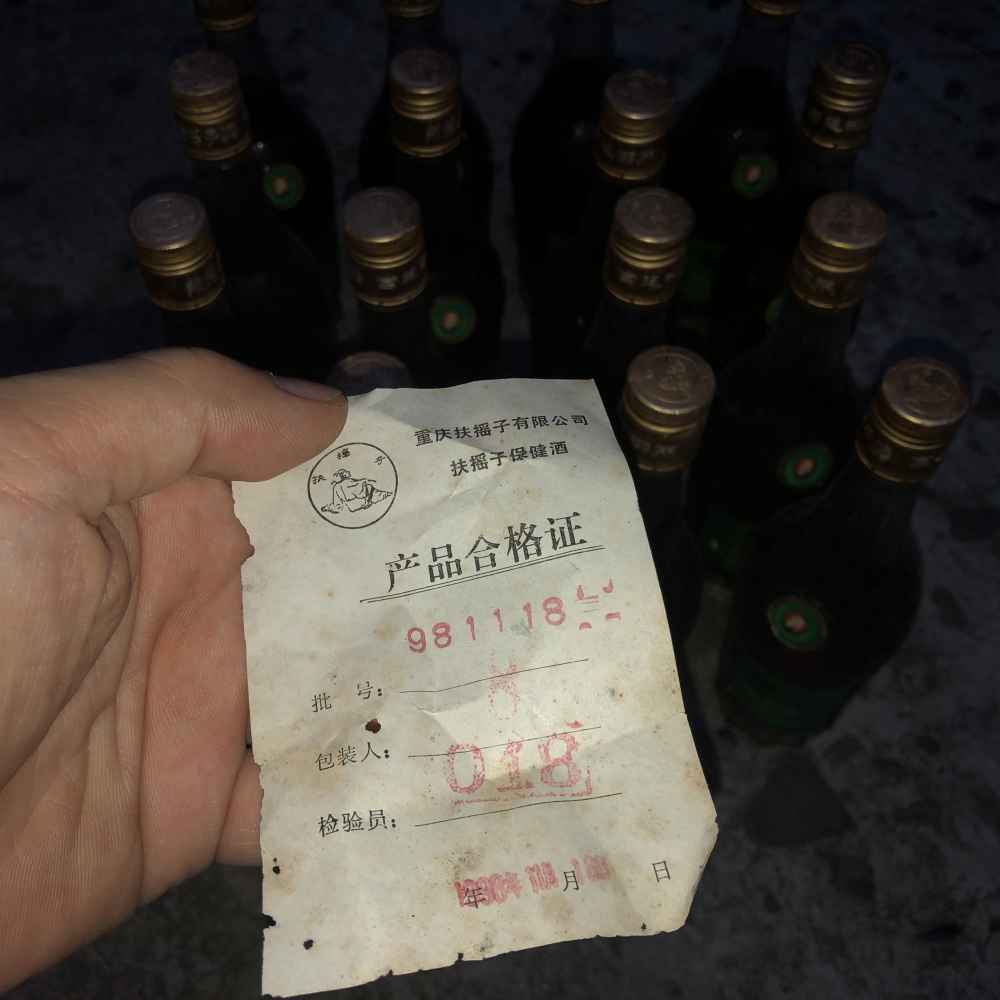 重庆扶摇子有限公司
扶摇子保健酒
扶摇子
产品合格证
981118
批号:
包装人:
018
检验员:
年 月 日